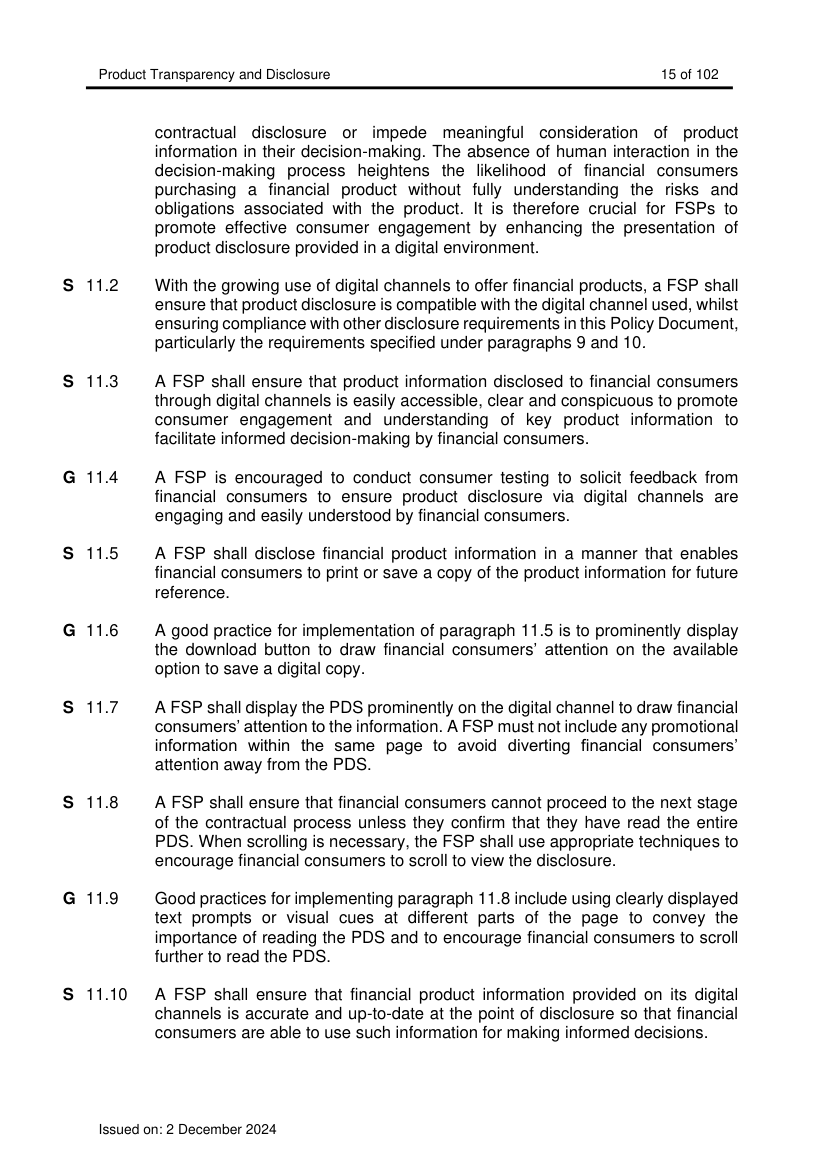 Product Transparency and Disclosure 15 of 102
contractual disclosure or impede meaningful consideration of product
information in their decision-making. The absence of human interaction in the
decision-making process heightens the likelihood of financial consumers
purchasing a financial product without fully understanding the risks and
obligations associated with the product. It is therefore crucial for FSPs to
promote effective consumer engagement by enhancing the presentation of
product disclosure provided in a digital environment.
S 11.2 With the growing use of digital channels to offer financial products, a FSP shall
ensure that product disclosure is compatible with the digital channel used, whilst
ensuring compliance with other disclosure requirements in this Policy Document,
particularly the requirements specified under paragraphs 9 and 10.
S 11.3 A FSP shall ensure that product information disclosed to financial consumers
through digital channels is easily accessible, clear and conspicuous to promote
consumer engagement and understanding of key product information to
facilitate informed decision-making by financial consumers.
G 11.4 A FSP is encouraged to conduct consumer testing to solicit feedback from
financial consumers to ensure product disclosure via digital channels are
engaging and easily understood by financial consumers.
S 11.5 A FSP shall disclose financial product information in a manner that enables
financial consumers to print or save a copy of the product information for future
reference.
G 11.6 A good practice for implementation of paragraph 11.5 is to prominently display
the download button to draw financial consumers’ attention on the available
option to save a digital copy.
S 11.7 A FSP shall display the PDS prominently on the digital channel to draw financial
consumers’ attention to the information. A FSP must not include any promotional
information within the same page to avoid diverting financial consumers’
attention away from the PDS.
S 11.8 A FSP shall ensure that financial consumers cannot proceed to the next stage
of the contractual process unless they confirm that they have read the entire
PDS. When scrolling is necessary, the FSP shall use appropriate techniques to
encourage financial consumers to scroll to view the disclosure.
G 11.9 Good practices for implementing paragraph 11.8 include using clearly displayed
text prompts or visual cues at different parts of the page to convey the
importance of reading the PDS and to encourage financial consumers to scroll
further to read the PDS.
S 11.10 A FSP shall ensure that financial product information provided on its digital
channels is accurate and up-to-date at the point of disclosure so that financial
consumers are able to use such information for making informed decisions.
Issued on: 2 December 2024